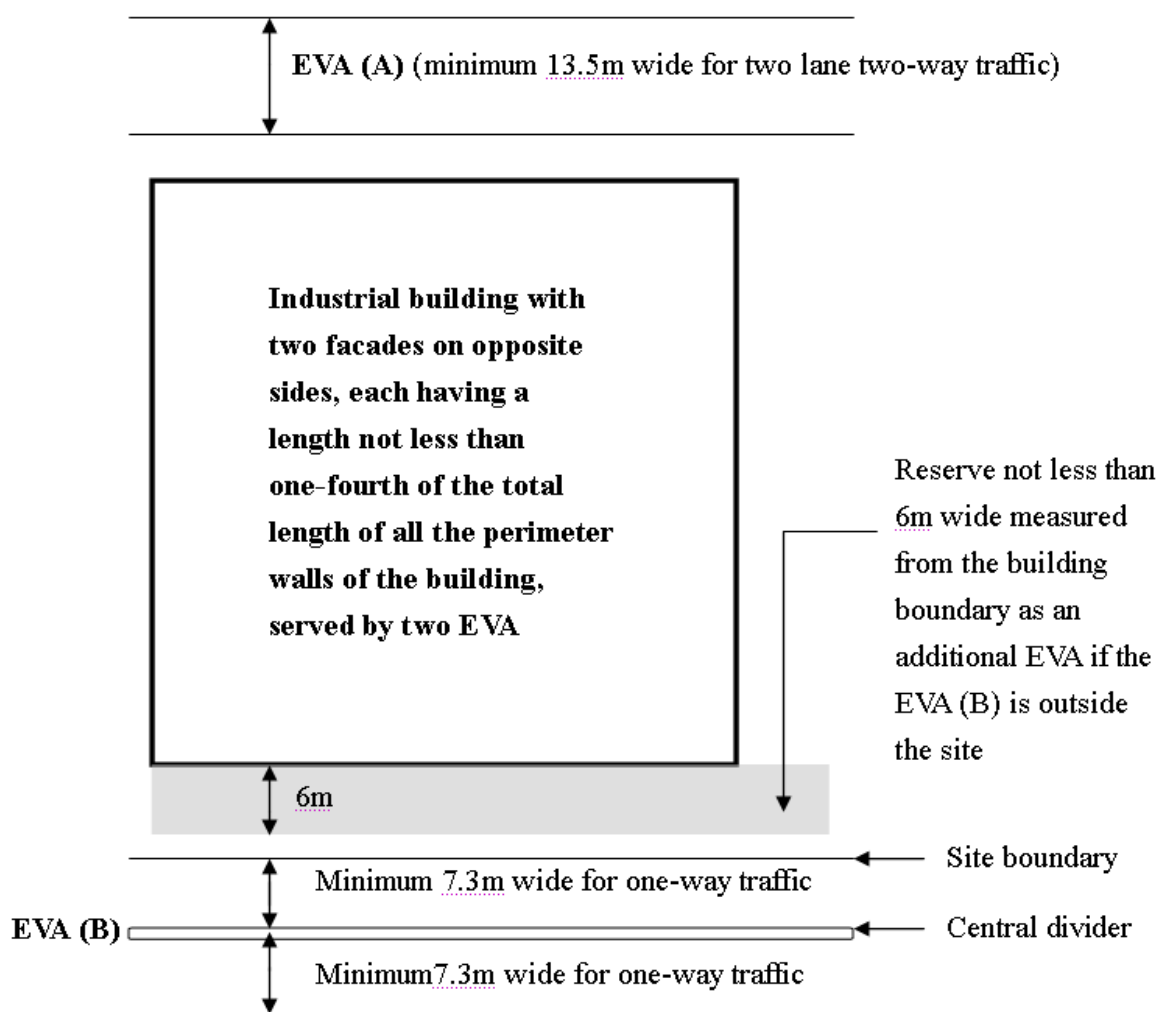 EVA (A) (minimum 13.5m wide for two lane two-way traffic)
Industrial building with
two facades on opposite
sides, each having a
length not less than
one-fourth of the total
length of all the perimeter
walls of the building,
served by two EVA
Reserve not less than
6m wide measured
from the building
boundary as an
additional EVA if the
EVA (B) is outside
the site
6m
Site boundary
Minimum 7.3m wide for one-way traffic
EVA (B)
Central divider
Minimum7.3m wide for one-way traffic